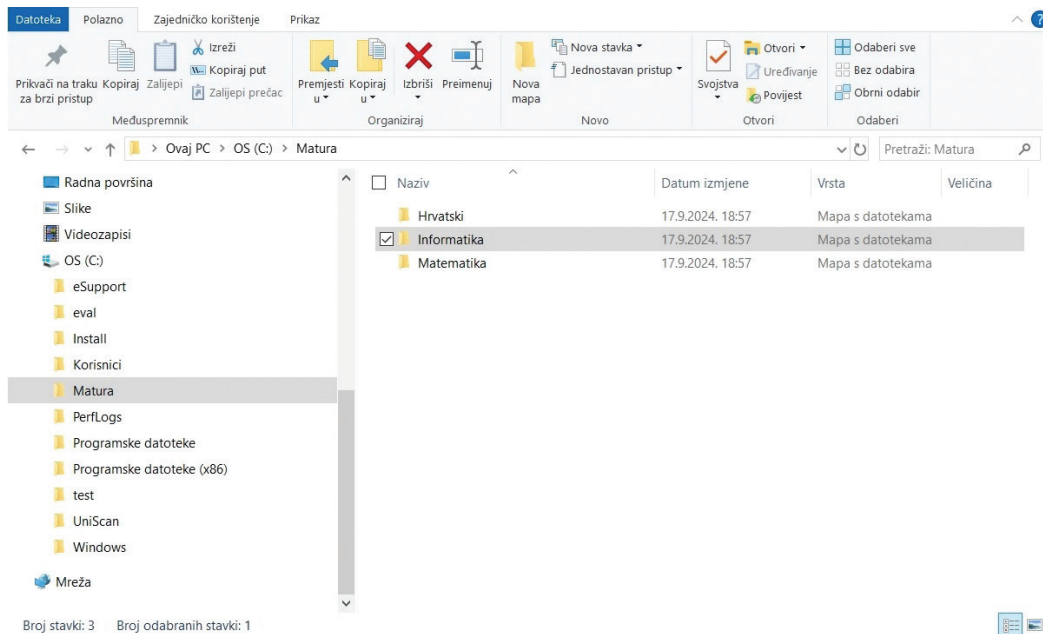 Datoteka Polazno Zajedničko korištenje Prikaz
Prikvači na traku za brzi pristup
Kopiraj
Zalijepi
Izreži
Kopiraj put
Zalijepi prečac
Međuspremnik
Premjesti u
Kopiraj u
Izbriši
Preimenuj
Organiziraj
Nova mapa
Nova stavka
Jednostavan pristup
Novo
Svojstva
Otvori
Uređivanje
Povijest
Otvori
Odaberi sve
Bez odabira
Obrni odabir
Odaberi
Ovaj PC > OS (C:) > Matura
Pretraži: Matura
Radna površina
Slike
Videozapisi
OS (C:)
eSupport
eval
Install
Korisnici
Matura
PerfLogs
Programske datoteke
Programske datoteke (x86)
test
UniScan
Windows
Mreža
Naziv Datum izmjene Vrsta Veličina
Hrvatski 17.9.2024. 18:57 Mapa s datotekama
Informatika 17.9.2024. 18:57 Mapa s datotekama
Matematika 17.9.2024. 18:57 Mapa s datotekama
Broj stavki: 3 Broj odabranih stavki: 1